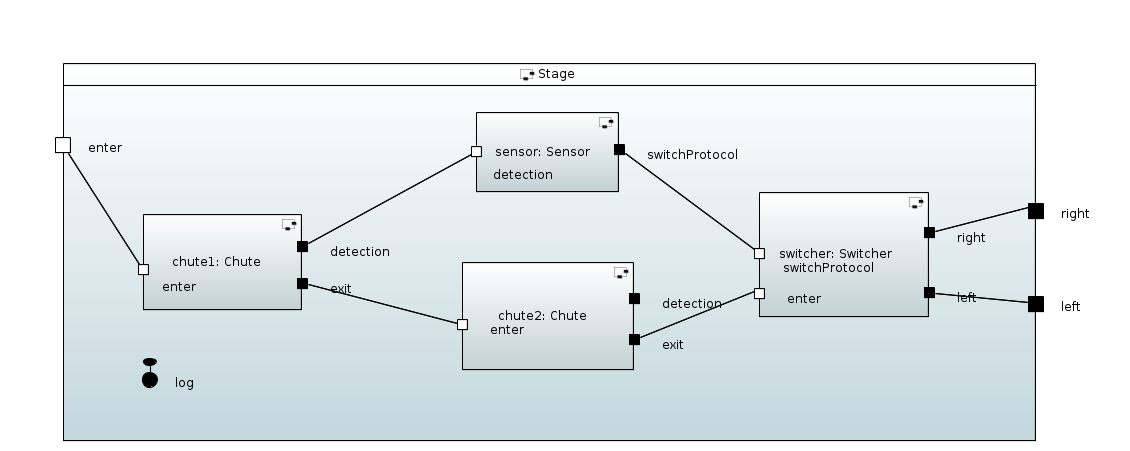 Stage
enter
sensor: Sensor
detection
switchProtocol
chute1: Chute
enter
detection
exit
chute2: Chute
enter
detection
exit
switcher: Switcher
switchProtocol
enter
right
left
right
left
log